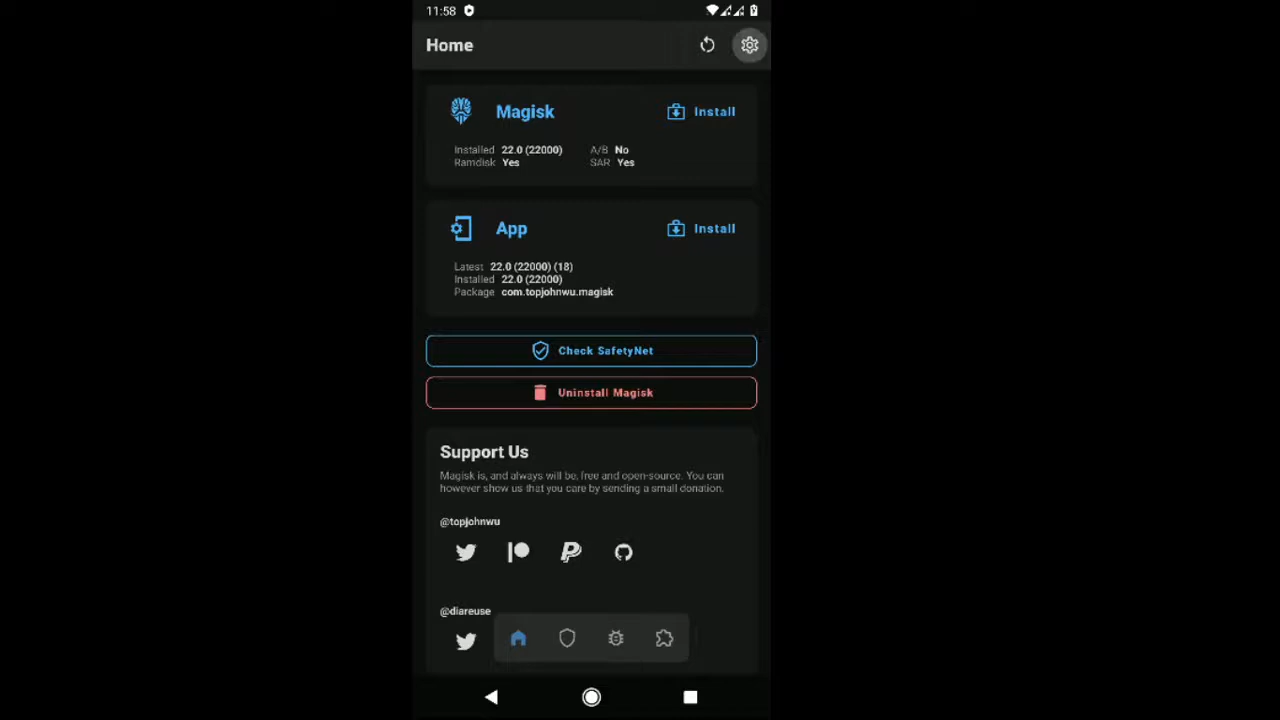 11:58
Home
Magisk Install
Installed 22.0 (22000) A/B No
Ramdisk Yes SAR Yes
App Install
Latest 22.0 (22000) (18)
Installed 22.0 (22000)
Package com.topjohnwu.magisk
Check SafetyNet
Uninstall Magisk
Support Us
Magisk is, and always will be, free and open-source. You can
however show us that you care by sending a small donation.
@topjohnwu
@diareuse